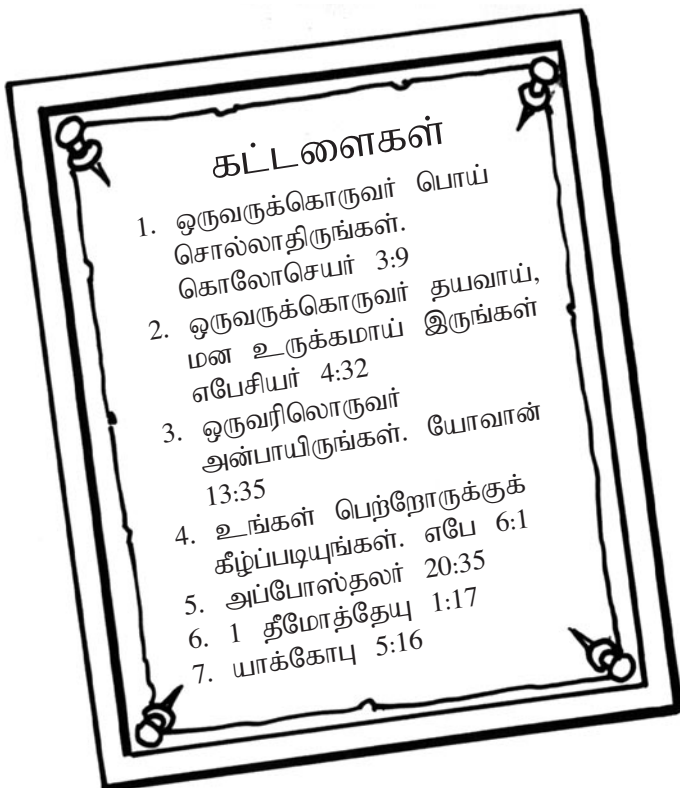 கட்டளைகள்
1. ஒருவருக்கொருவர் பொய்
சொல்லாதிருங்கள்.
கொலோசெயர் 3:9
2. ஒருவருக்கொருவர் தயவாய்,
மன உருக்கமாய் இருங்கள்
எபேசியர் 4:32
3. ஒருவரிலொருவர்
அன்பாயிருங்கள். யோவான்
13:35
4. உங்கள் பெற்றோருக்குக்
கீழ்ப்படியுங்கள். எபே 6:1
5. அப்போஸ்தலர் 20:35
6. 1 தீமோத்தேயு 1:17
7. யாக்கோபு 5:16